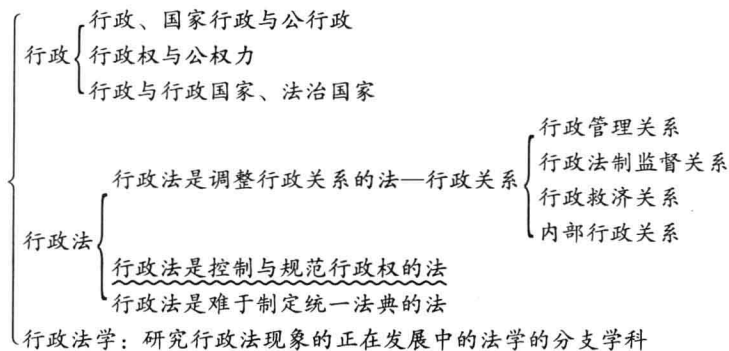 行政、国家行政与公行政
行政
行政权与公权力
行政与行政国家、法治国家
行政管理关系
行政法制监督关系
行政法是调整行政关系的法—行政关系
行政救济关系
内部行政关系
行政法
行政法是控制与规范行政权的法
行政法是难于制定统一法典的法
行政法学：研究行政法现象的正在发展中的法学的分支学科